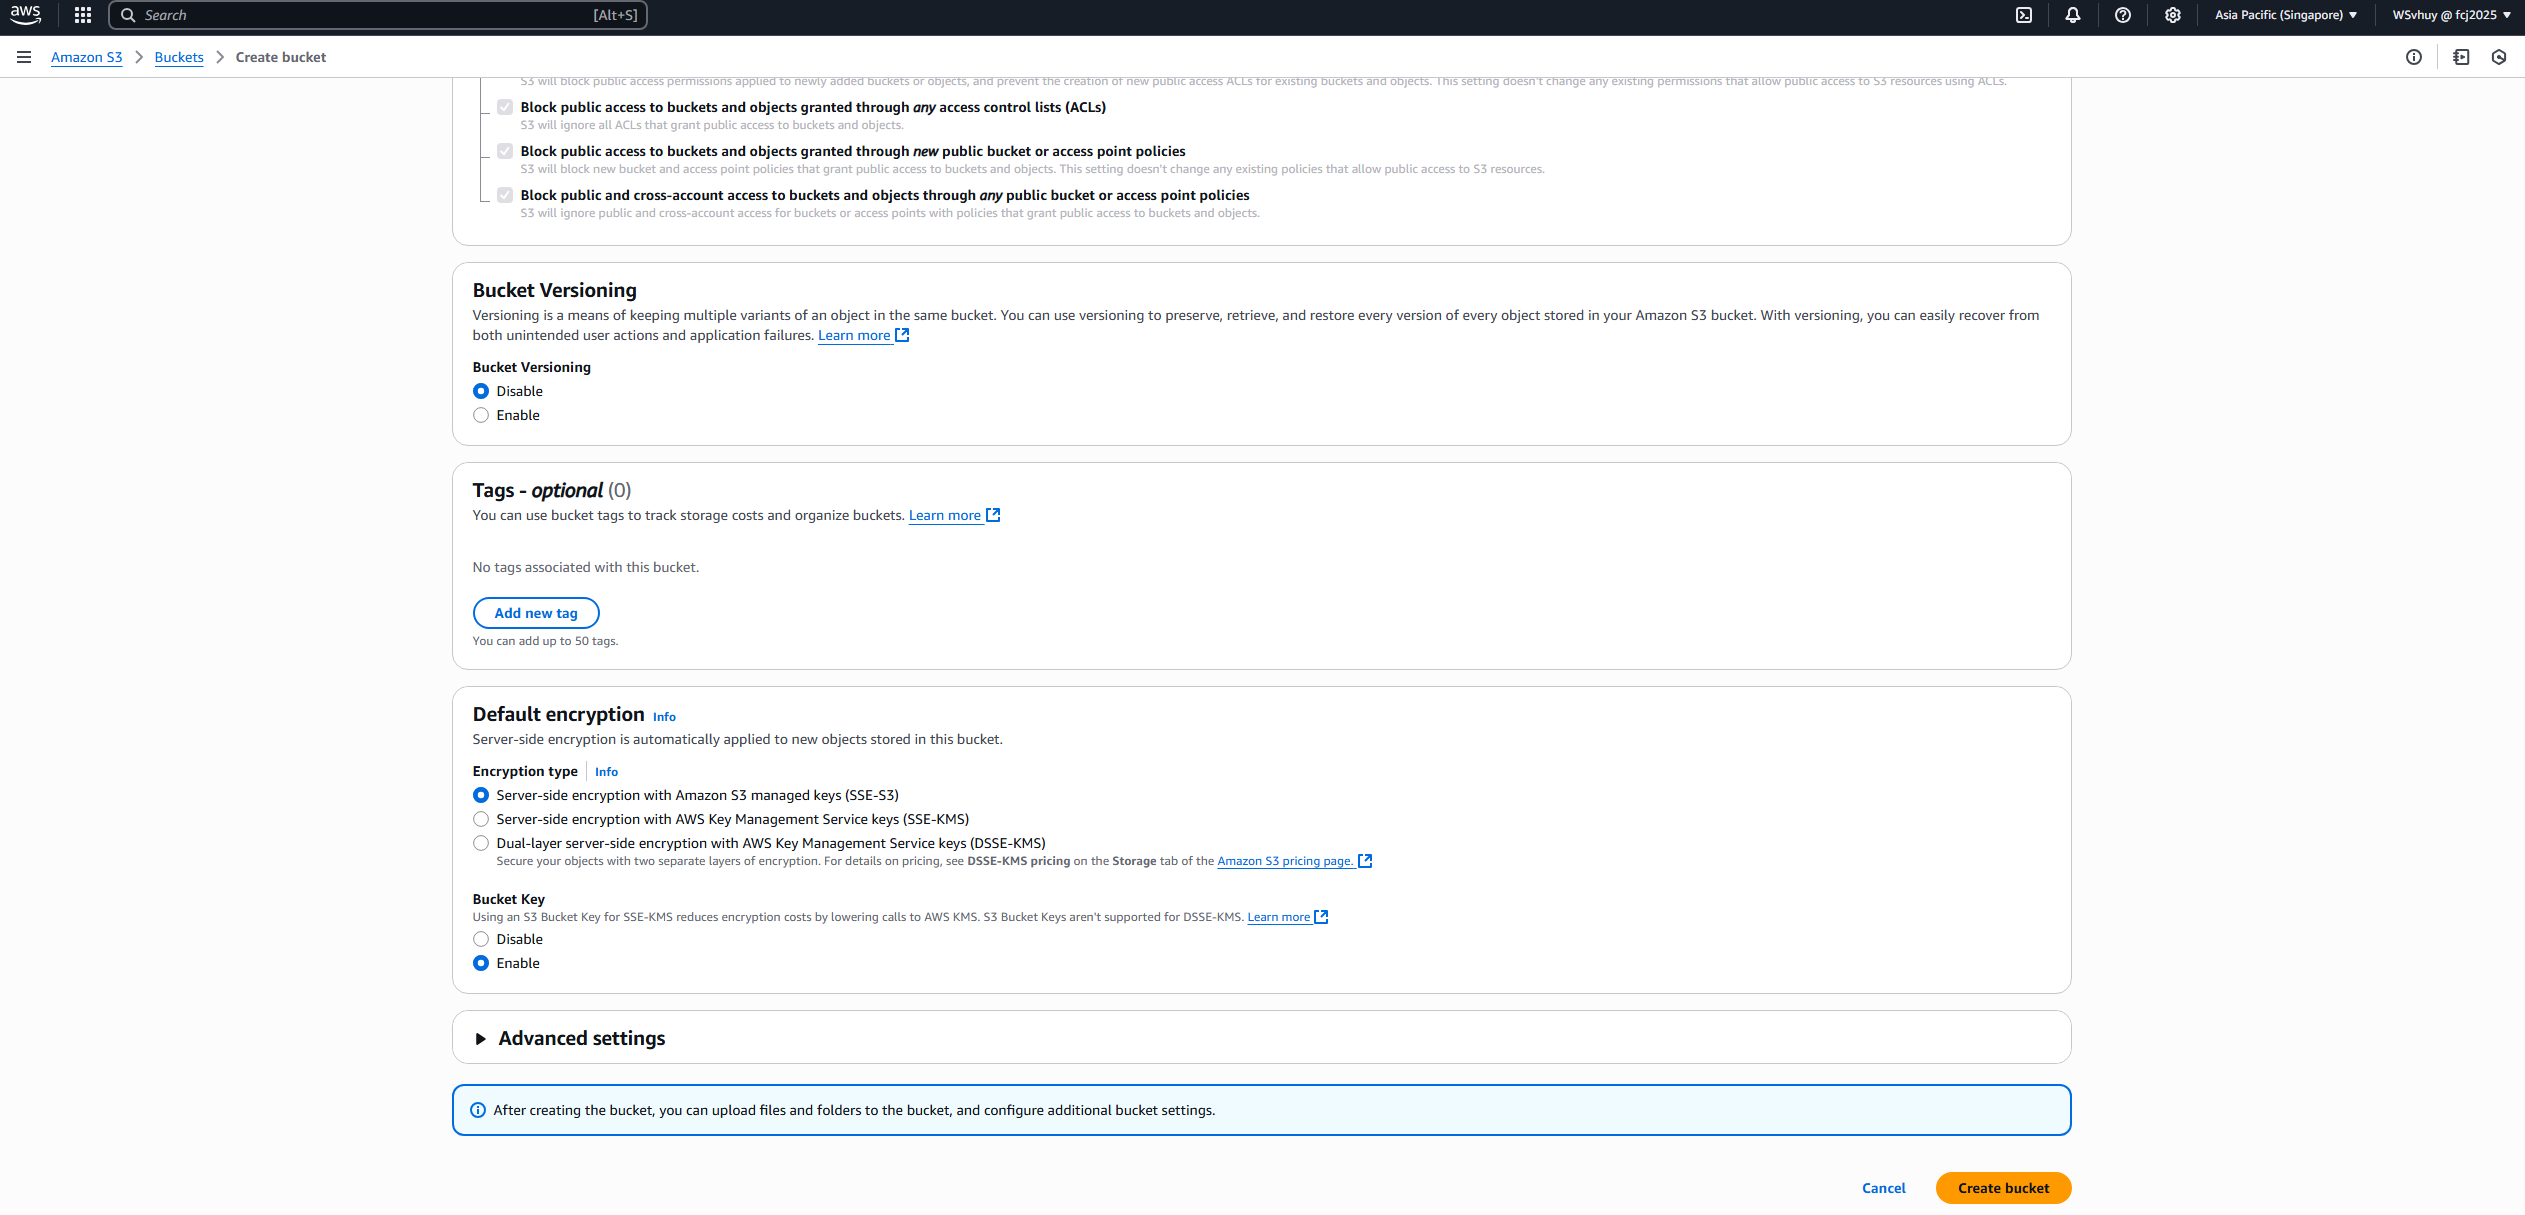 aws
Search
[Alt+S]
Asia Pacific (Singapore)
WSvhuy @ fcj2025
Amazon S3 > Buckets > Create bucket
S3 will block public access permissions applied to newly added buckets or objects, and prevent the creation of new public access ACLs for existing buckets and objects. This setting doesn't change any existing permissions that allow public access to S3 resources using ACLs.
Block public access to buckets and objects granted through any access control lists (ACLs)
S3 will ignore all ACLs that grant public access to buckets and objects.
Block public access to buckets and objects granted through new public bucket or access point policies
S3 will block new bucket and access point policies that grant public access to buckets and objects. This setting doesn't change any existing policies that allow public access to S3 resources.
Block public and cross-account access to buckets and objects through any public bucket or access point policies
S3 will ignore public and cross-account access for buckets or access points with policies that grant public access to buckets and objects.
Bucket Versioning
Versioning is a means of keeping multiple variants of an object in the same bucket. You can use versioning to preserve, retrieve, and restore every version of every object stored in your Amazon S3 bucket. With versioning, you can easily recover from
both unintended user actions and application failures. Learn more
Bucket Versioning
Disable
Enable
Tags - optional (0)
You can use bucket tags to track storage costs and organize buckets. Learn more
No tags associated with this bucket.
Add new tag
You can add up to 50 tags.
Default encryption Info
Server-side encryption is automatically applied to new objects stored in this bucket.
Encryption type Info
Server-side encryption with Amazon S3 managed keys (SSE-S3)
Server-side encryption with AWS Key Management Service keys (SSE-KMS)
Dual-layer server-side encryption with AWS Key Management Service keys (DSSE-KMS)
Secure your objects with two separate layers of encryption. For details on pricing, see DSSE-KMS pricing on the Storage tab of the Amazon S3 pricing page.
Bucket Key
Using an S3 Bucket Key for SSE-KMS reduces encryption costs by lowering calls to AWS KMS. S3 Bucket Keys aren't supported for DSSE-KMS. Learn more
Disable
Enable
Advanced settings
After creating the bucket, you can upload files and folders to the bucket, and configure additional bucket settings.
Cancel
Create bucket